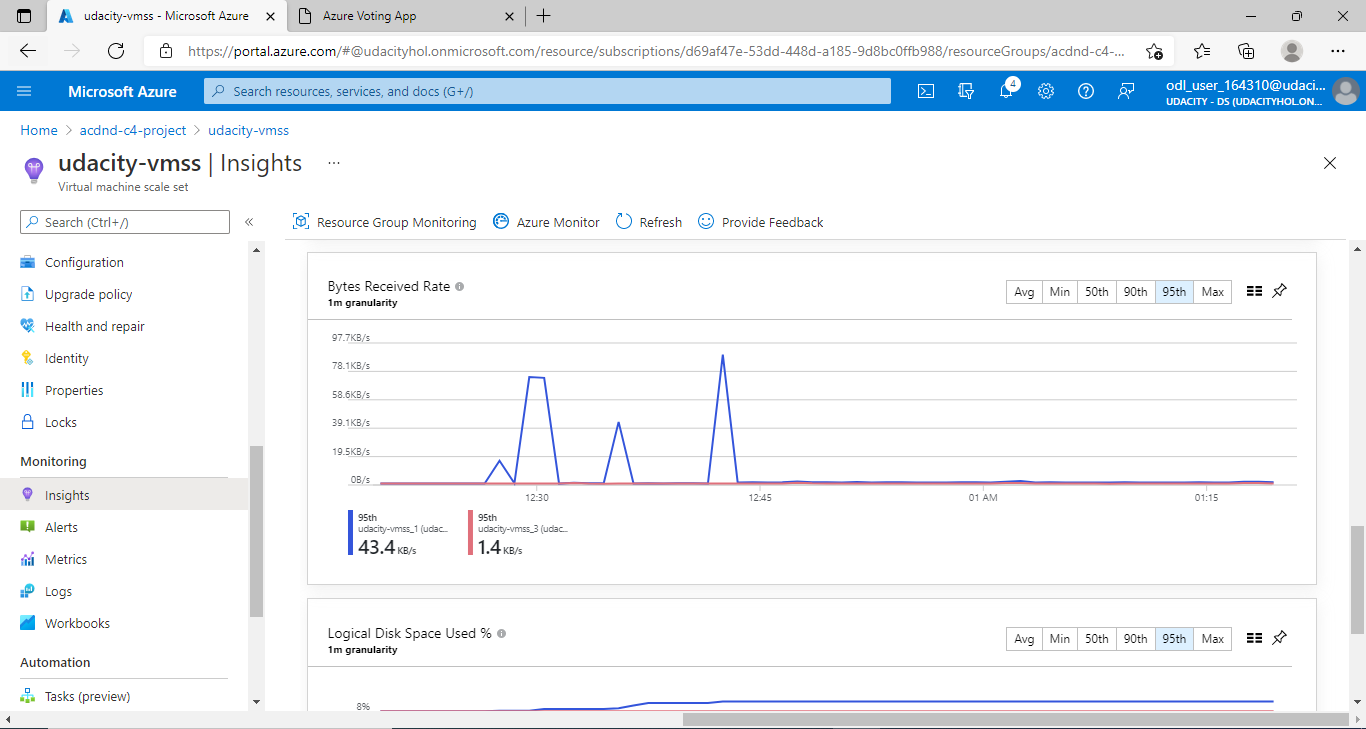 udacity-vmss - Microsoft Azure
Azure Voting App
https://portal.azure.com/#@udacityhol.onmicrosoft.com/resource/subscriptions/d69af47e-53dd-448d-a185-9d8bc0ffb988/resourceGroups/acdnd-c4-...
Microsoft Azure
Search resources, services, and docs (G+/)
4
odl_user_164310@udaci...
UDACITY - DS (UDACITYHOL.ON...
Home > acdnd-c4-project > udacity-vmss
udacity-vmss | Insights ...
Virtual machine scale set
Search (Ctrl+/)
«
Resource Group Monitoring
Azure Monitor
Refresh
Provide Feedback
Configuration
Upgrade policy
Health and repair
Identity
Properties
Locks
Monitoring
Insights
Alerts
Metrics
Logs
Workbooks
Automation
Tasks (preview)
Bytes Received Rate
1m granularity
Avg Min 50th 90th 95th Max
97.7KB/s
78.1KB/s
58.6KB/s
39.1KB/s
19.5KB/s
0B/s
12:30 12:45 01 AM 01:15
95th
udacity-vmss_1 (udac...
43.4 KB/s
95th
udacity-vmss_3 (udac...
1.4 KB/s
Logical Disk Space Used %
1m granularity
Avg Min 50th 90th 95th Max
8%